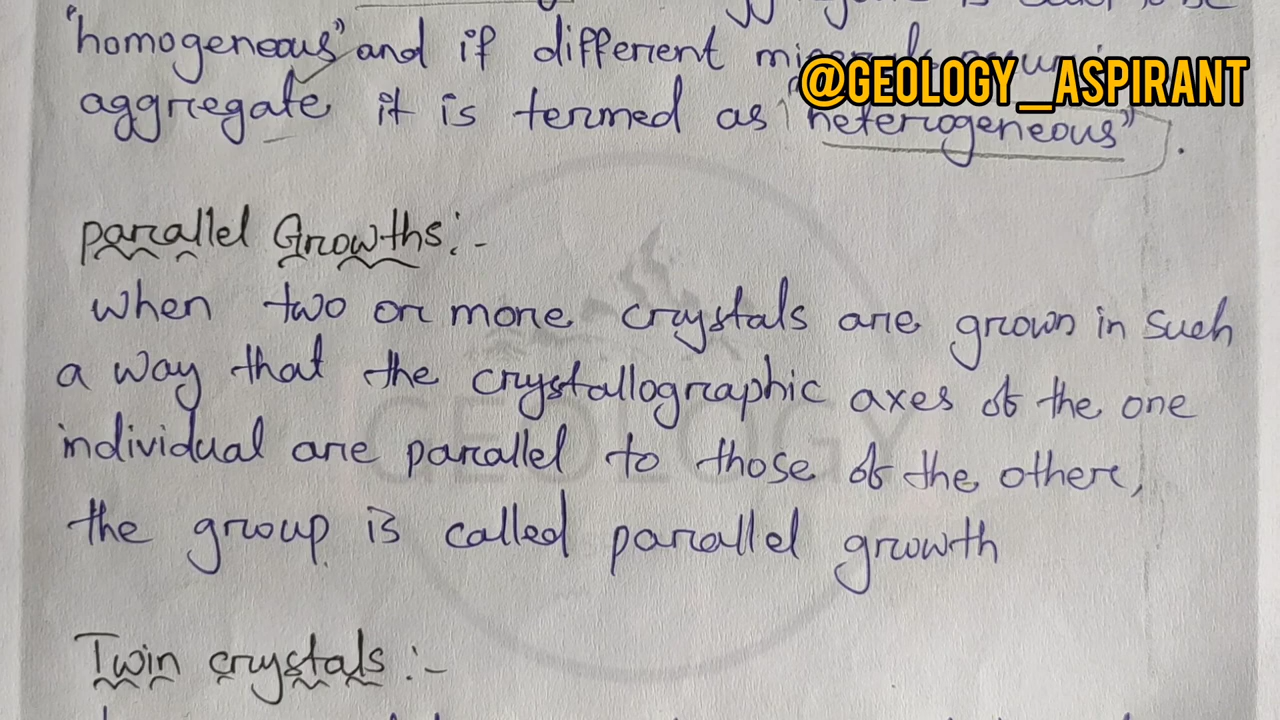 "homogeneous" and if different
@GEOLOGY_ASPIRANT
aggregate it is termed as "heterogeneous".
parallel Growths:-
When two or more crystals are grown in such
a way that the crystallographic axes of the one
individual are parallel to those of the other,
the group is called parallel growth
GEOLOGY
Twin crystals :-